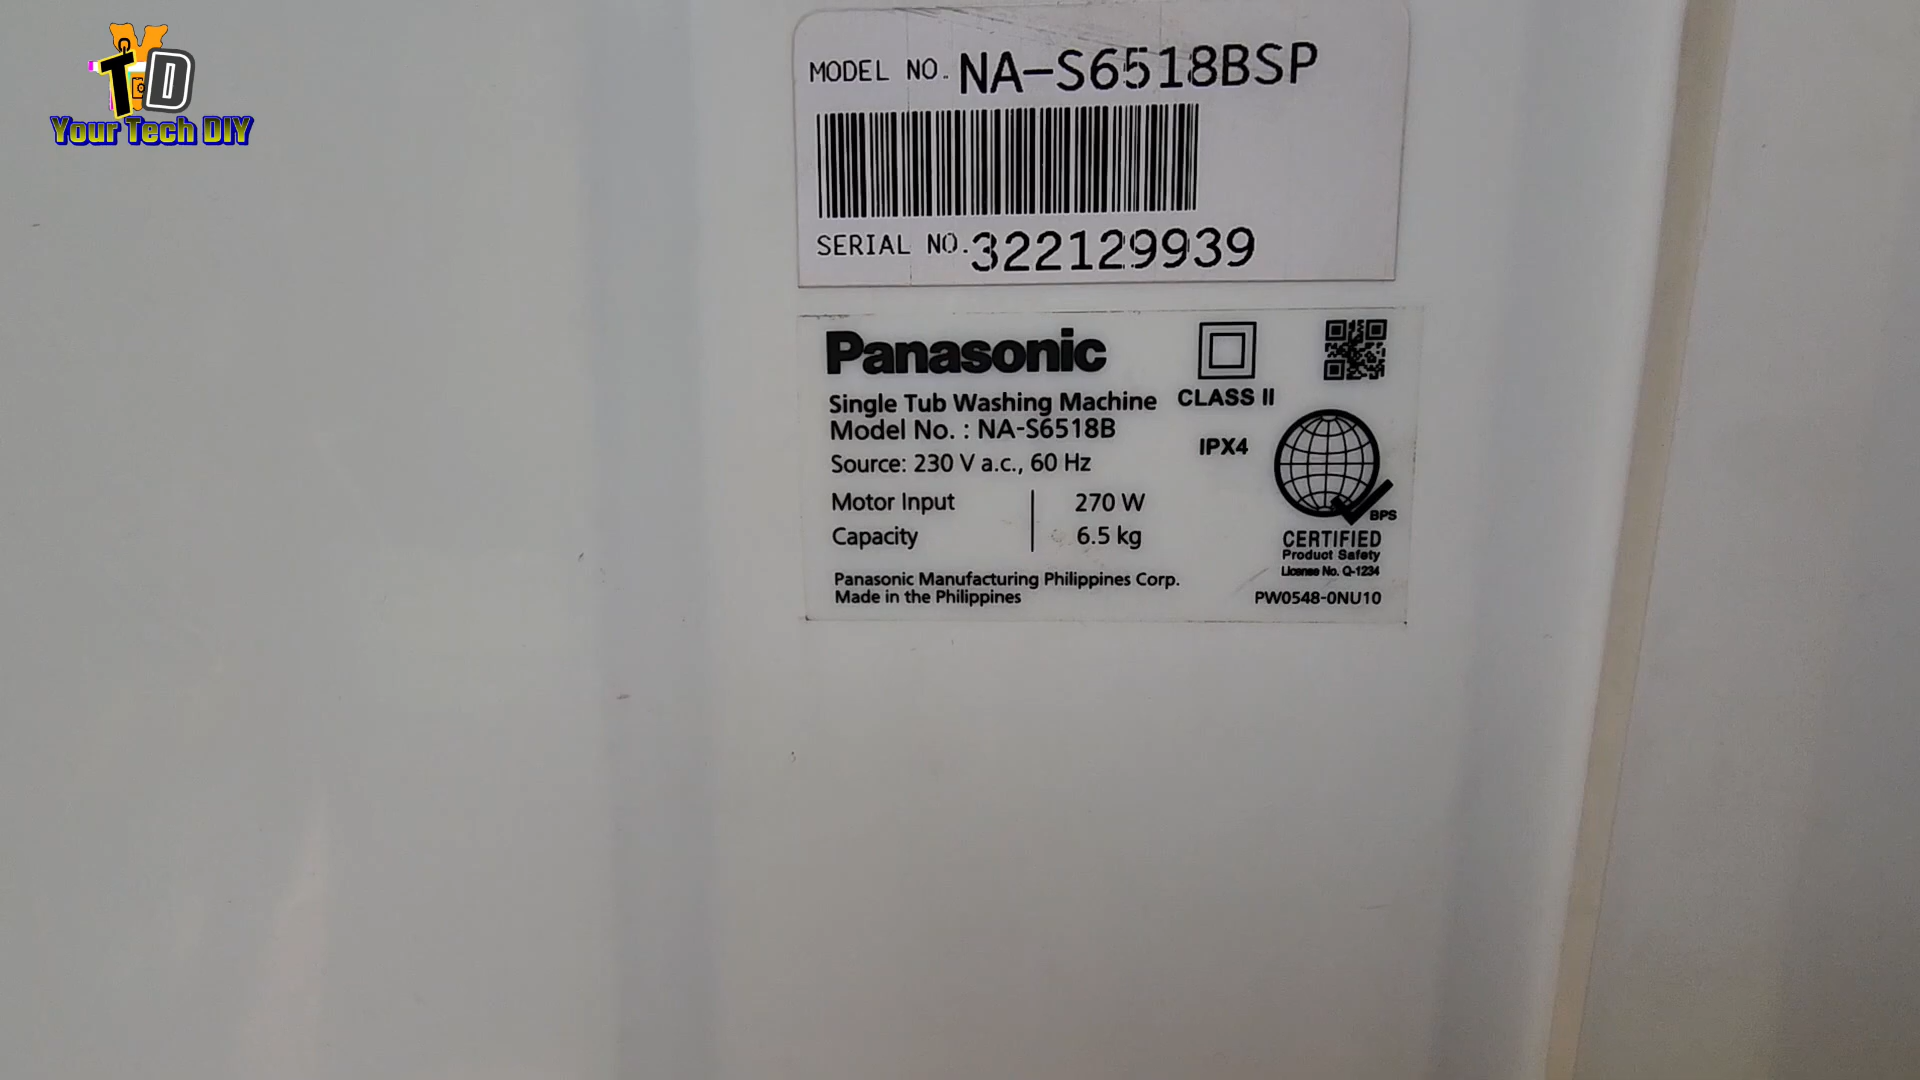 TD
Your Tech DIY
MODEL NO. NA-S6518BSP
SERIAL NO. 322129939
Panasonic
Single Tub Washing Machine
Model No. : NA-S6518B
Source: 230 V a.c., 60 Hz
Motor Input 270 W
Capacity 6.5 kg
Panasonic Manufacturing Philippines Corp.
Made in the Philippines
CLASS II
IPX4
BPS
CERTIFIED
Product Safety
License No. Q-1234
PW0548-0NU10